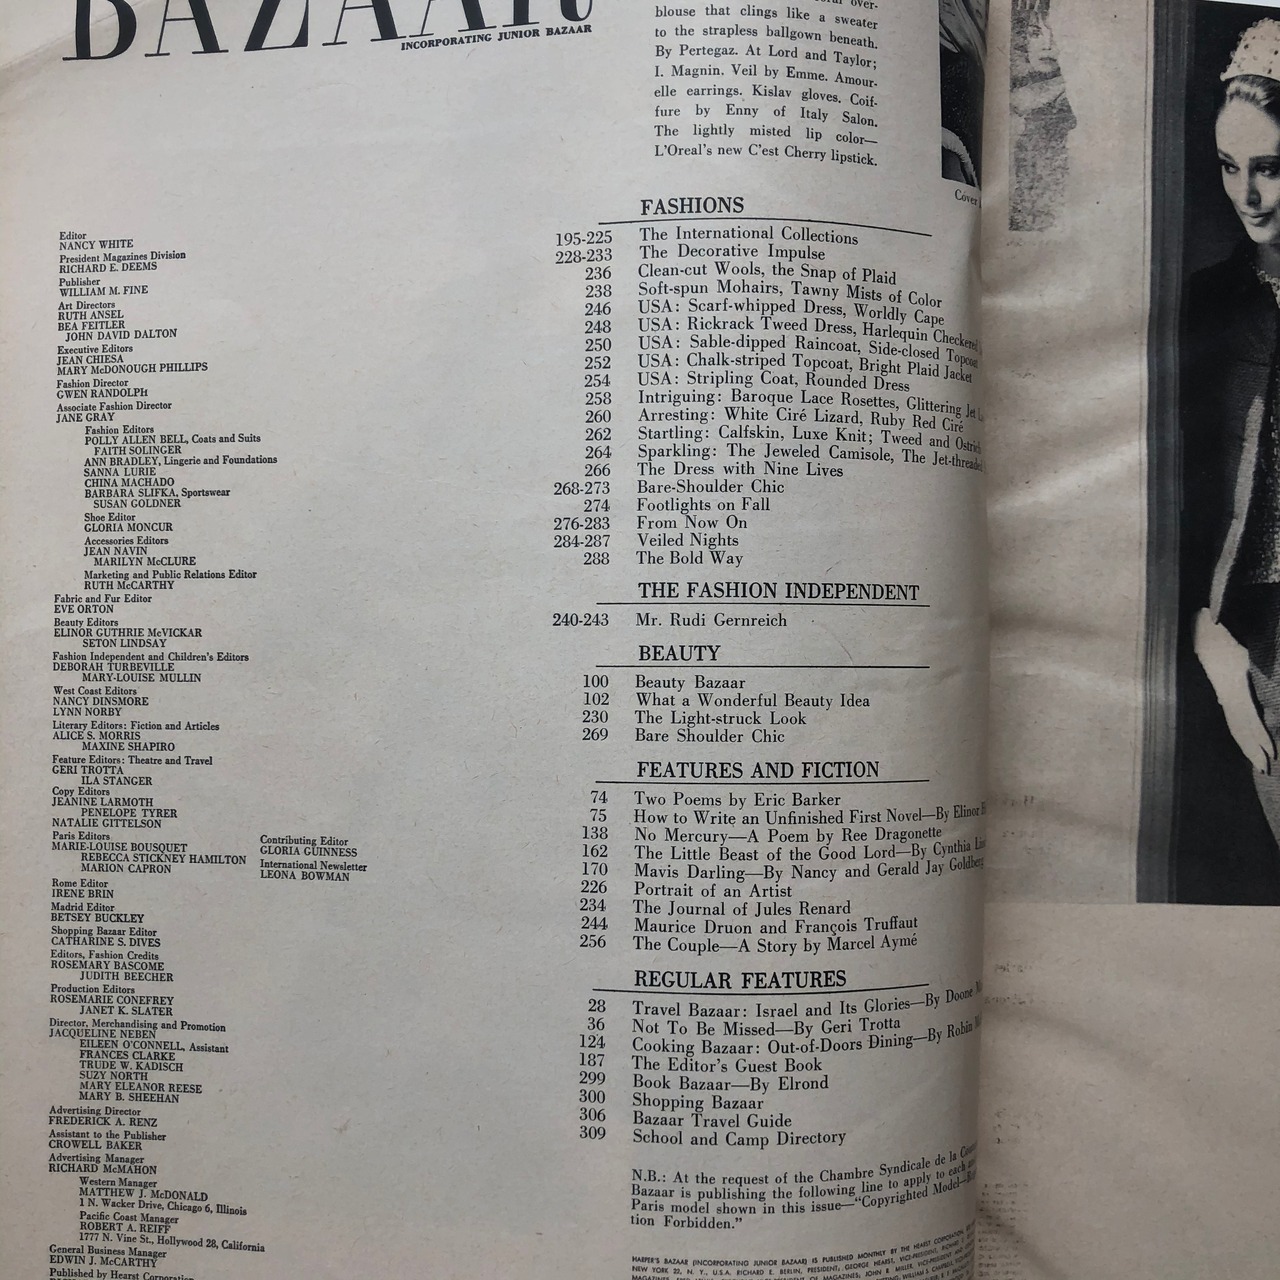 BAZAAR
INCORPORATING JUNIOR BAZAAR
Editor
NANCY WHITE
President Magazines Division
RICHARD E. DEEMS
Publisher
WILLIAM M. FINE
Art Directors
RUTH ANSEL
BEA FEITLER
JOHN DAVID DALTON
Executive Editors
JEAN CHIESA
MARY McDONOUGH PHILLIPS
Fashion Director
GWEN RANDOLPH
Associate Fashion Director
JANE GRAY
Fashion Editors
POLLY ALLEN BELL, Coats and Suits
FAITH SOLINGER
ANN BRADLEY, Lingerie and Foundations
SANNA LURIE
CHINA MACHADO
BARBARA SLIFKA, Sportswear
SUSAN GOLDNER
Shoe Editor
GLORIA MONCUR
Accessories Editors
JEAN NAVIN
MARILYN McCLURE
Marketing and Public Relations Editor
RUTH McCARTHY
Fabric and Fur Editor
EVE ORTON
Beauty Editors
ELINOR GUTHRIE McVICKAR
SETON LINDSAY
Fashion Independent and Children's Editors
DEBORAH TURBEVILLE
MARY-LOUISE MULLIN
West Coast Editors
NANCY DINSMORE
LYNN NORBY
Literary Editors: Fiction and Articles
ALICE S. MORRIS
MAXINE SHAPIRO
Feature Editors: Theatre and Travel
GERI TROTTA
ILA STANGER
Copy Editors
JEANINE LARMOTH
PENELOPE TYRER
NATALIE GITTELSON
Paris Editors
MARIE-LOUISE BOUSQUET
REBECCA STICKNEY HAMILTON
MARION CAPRON
Contributing Editor
GLORIA GUINNESS
International Newsletter
LEONA BOWMAN
Rome Editor
IRENE BRIN
Madrid Editor
BETSEY BUCKLEY
Shopping Bazaar Editor
CATHARINE S. DIVES
Editors, Fashion Credits
ROSEMARY BASCOME
JUDITH BEECHER
Production Editors
ROSEMARIE CONEFREY
JANET K. SLATER
Director, Merchandising and Promotion
JACQUELINE NEBEN
EILEEN O'CONNELL, Assistant
FRANCES CLARKE
TRUDE W. KADISCH
SUZY NORTH
MARY ELEANOR REESE
MARY B. SHEEHAN
Advertising Director
FREDERICK A. RENZ
Assistant to the Publisher
CROWELL BAKER
Advertising Manager
RICHARD McMAHON
Western Manager
MATTHEW J. McDONALD
1 N. Wacker Drive, Chicago 6, Illinois
Pacific Coast Manager
ROBERT A. REIFF
1777 N. Vine St., Hollywood 28, California
General Business Manager
EDWIN J. McCARTHY
Published by Hearst Corporation
over-
blouse that clings like a sweater
to the strapless ballgown beneath.
By Pertegaz. At Lord and Taylor;
I. Magnin. Veil by Emme. Amour-
elle earrings. Kislav gloves. Coif-
fure by Enny of Italy Salon.
The lightly misted lip color—
L'Oreal's new C'est Cherry lipstick.
Cover
FASHIONS
195-225 The International Collections
228-233 The Decorative Impulse
236 Clean-cut Wools, the Snap of Plaid
238 Soft-spun Mohairs, Tawny Mists of Color
246 USA: Scarf-whipped Dress, Worldly Cape
248 USA: Rickrack Tweed Dress, Harlequin Checkered
250 USA: Sable-dipped Raincoat, Side-closed Topcoat
252 USA: Chalk-striped Topcoat, Bright Plaid Jacket
254 USA: Stripling Coat, Rounded Dress
258 Intriguing: Baroque Lace Rosettes, Glittering Jet
260 Arresting: White Ciré Lizard, Ruby Red Ciré
262 Startling: Calfskin, Luxe Knit; Tweed and Ostrich
264 Sparkling: The Jeweled Camisole, The Jet-threaded
266 The Dress with Nine Lives
268-273 Bare-Shoulder Chic
274 Footlights on Fall
276-283 From Now On
284-287 Veiled Nights
288 The Bold Way
THE FASHION INDEPENDENT
240-243 Mr. Rudi Gernreich
BEAUTY
100 Beauty Bazaar
102 What a Wonderful Beauty Idea
230 The Light-struck Look
269 Bare Shoulder Chic
FEATURES AND FICTION
74 Two Poems by Eric Barker
75 How to Write an Unfinished First Novel—By Elinor
138 No Mercury—A Poem by Ree Dragonette
162 The Little Beast of the Good Lord—By Cynthia
170 Mavis Darling—By Nancy and Gerald Jay Goldberg
226 Portrait of an Artist
234 The Journal of Jules Renard
244 Maurice Druon and François Truffaut
256 The Couple—A Story by Marcel Aymé
REGULAR FEATURES
28 Travel Bazaar: Israel and Its Glories—By Doone
36 Not To Be Missed—By Geri Trotta
124 Cooking Bazaar: Out-of-Doors Dining—By Robin
187 The Editor's Guest Book
299 Book Bazaar—By Elrond
300 Shopping Bazaar
306 Bazaar Travel Guide
309 School and Camp Directory
N.B.: At the request of the Chambre Syndicale de la
Bazaar is publishing the following line to apply to each
Paris model shown in this issue—"Copyrighted Model—
tion Forbidden."
HARPER'S BAZAAR (INCORPORATING JUNIOR BAZAAR) IS PUBLISHED MONTHLY BY THE HEARST CORPORATION,
NEW YORK 22, N. Y., U.S.A. RICHARD E. BERLIN, PRESIDENT; GEORGE HEARST, VICE-PRESIDENT;